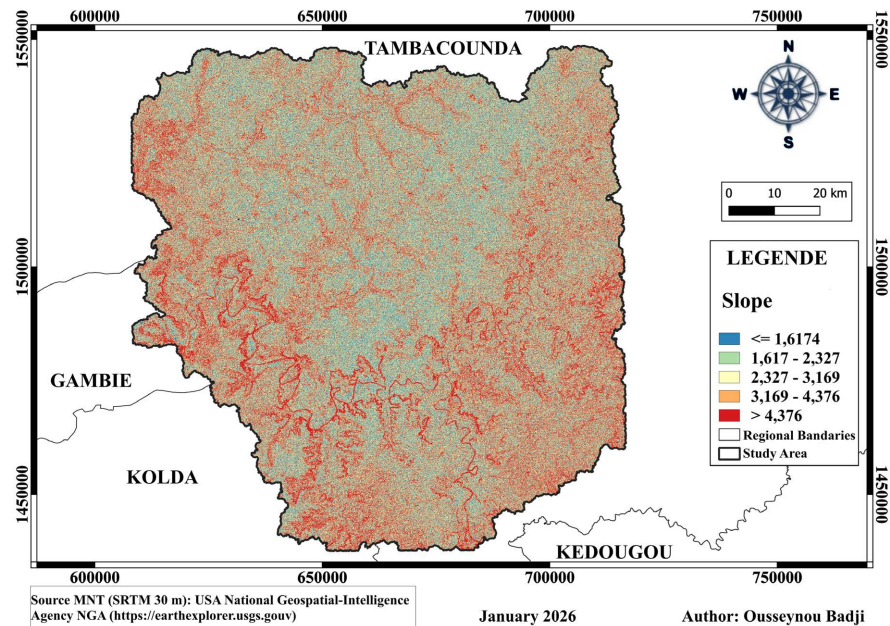 600000 650000 700000 750000
1550000 1550000
TAMBACOUNDA
N
W E
S
0 10 20 km
1500000 1500000
LEGENDE
Slope
<= 1,6174
1,617 - 2,327
2,327 - 3,169
3,169 - 4,376
> 4,376
Regional Bandaries
Study Area
GAMBIE
KOLDA
1450000 1450000
KEDOUGOU
600000 650000 700000 750000
Source MNT (SRTM 30 m): USA National Geospatial-Intelligence
Agency NGA (https://earthexplorer.usgs.gouv)
January 2026
Author: Ousseynou Badji